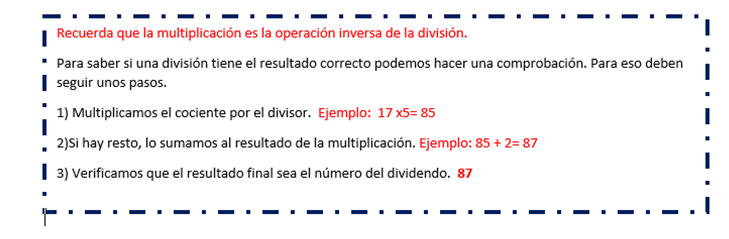 Recuerda que la multiplicación es la operación inversa de la división.
Para saber si una división tiene el resultado correcto podemos hacer una comprobación. Para eso deben
seguir unos pasos.
1) Multiplicamos el cociente por el divisor.  Ejemplo:  17 x5= 85
2)Si hay resto, lo sumamos al resultado de la multiplicación. Ejemplo: 85 + 2= 87
3) Verificamos que el resultado final sea el número del dividendo.  87